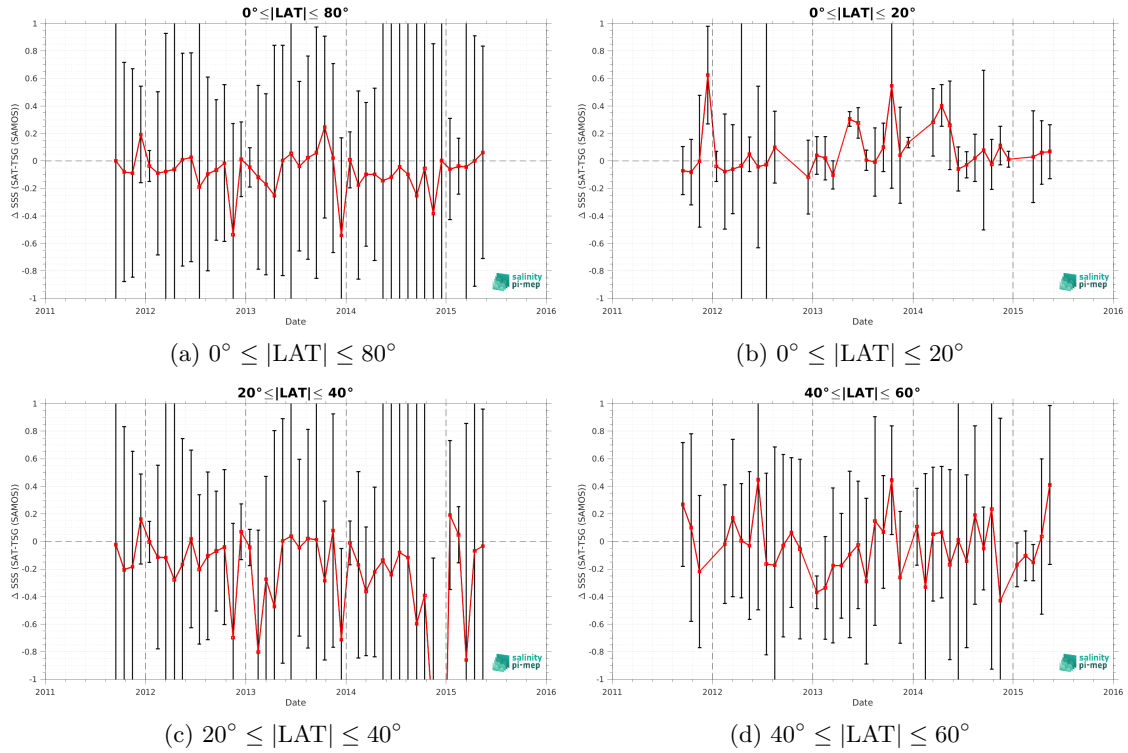 0°≤|LAT|≤ 80°
Δ SSS (SAT-TSG (SAMOS))
1
0.8
0.6
0.4
0.2
0
-0.2
-0.4
-0.6
-0.8
-1
2011 2012 2013 2014 2015 2016
Date
salinity
pi-mep
(a) 0° ≤ |LAT| ≤ 80°
0°≤|LAT|≤ 20°
Δ SSS (SAT-TSG (SAMOS))
1
0.8
0.6
0.4
0.2
0
-0.2
-0.4
-0.6
-0.8
-1
2011 2012 2013 2014 2015 2016
Date
salinity
pi-mep
(b) 0° ≤ |LAT| ≤ 20°
20°≤|LAT|≤ 40°
Δ SSS (SAT-TSG (SAMOS))
1
0.8
0.6
0.4
0.2
0
-0.2
-0.4
-0.6
-0.8
-1
2011 2012 2013 2014 2015 2016
Date
salinity
pi-mep
(c) 20° ≤ |LAT| ≤ 40°
40°≤|LAT|≤ 60°
Δ SSS (SAT-TSG (SAMOS))
1
0.8
0.6
0.4
0.2
0
-0.2
-0.4
-0.6
-0.8
-1
2011 2012 2013 2014 2015 2016
Date
salinity
pi-mep
(d) 40° ≤ |LAT| ≤ 60°